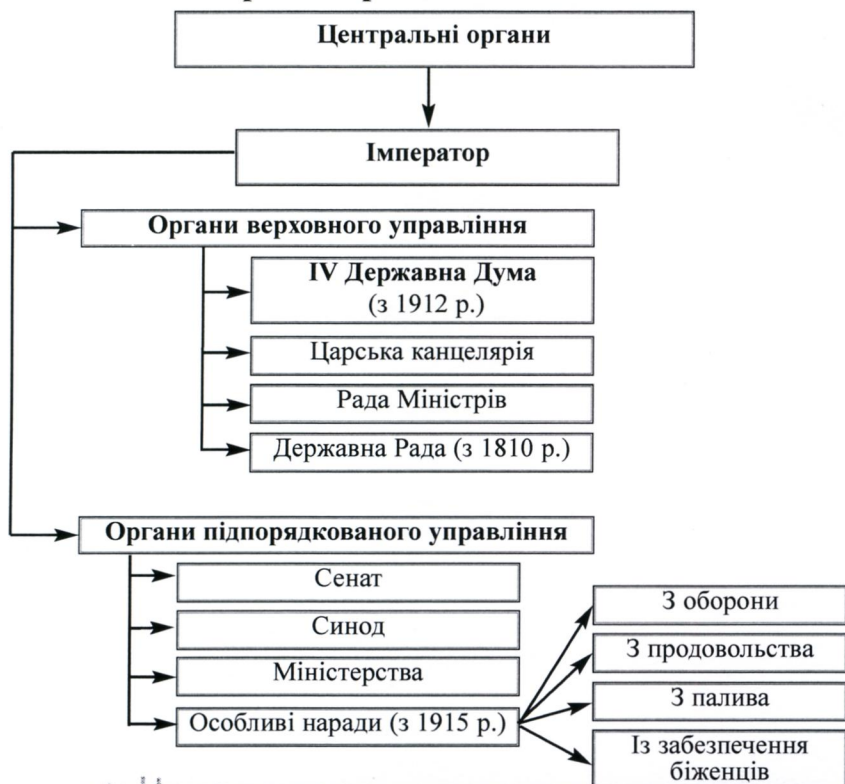 Центральні органи
Імператор
Органи верховного управління
IV Державна Дума
(з 1912 р.)
Царська канцелярія
Рада Міністрів
Державна Рада (з 1810 р.)
Органи підпорядкованого управління
Сенат
Синод
Міністерства
Особливі наради (з 1915 р.)
З оборони
З продовольства
З палива
Із забезпечення
біженців